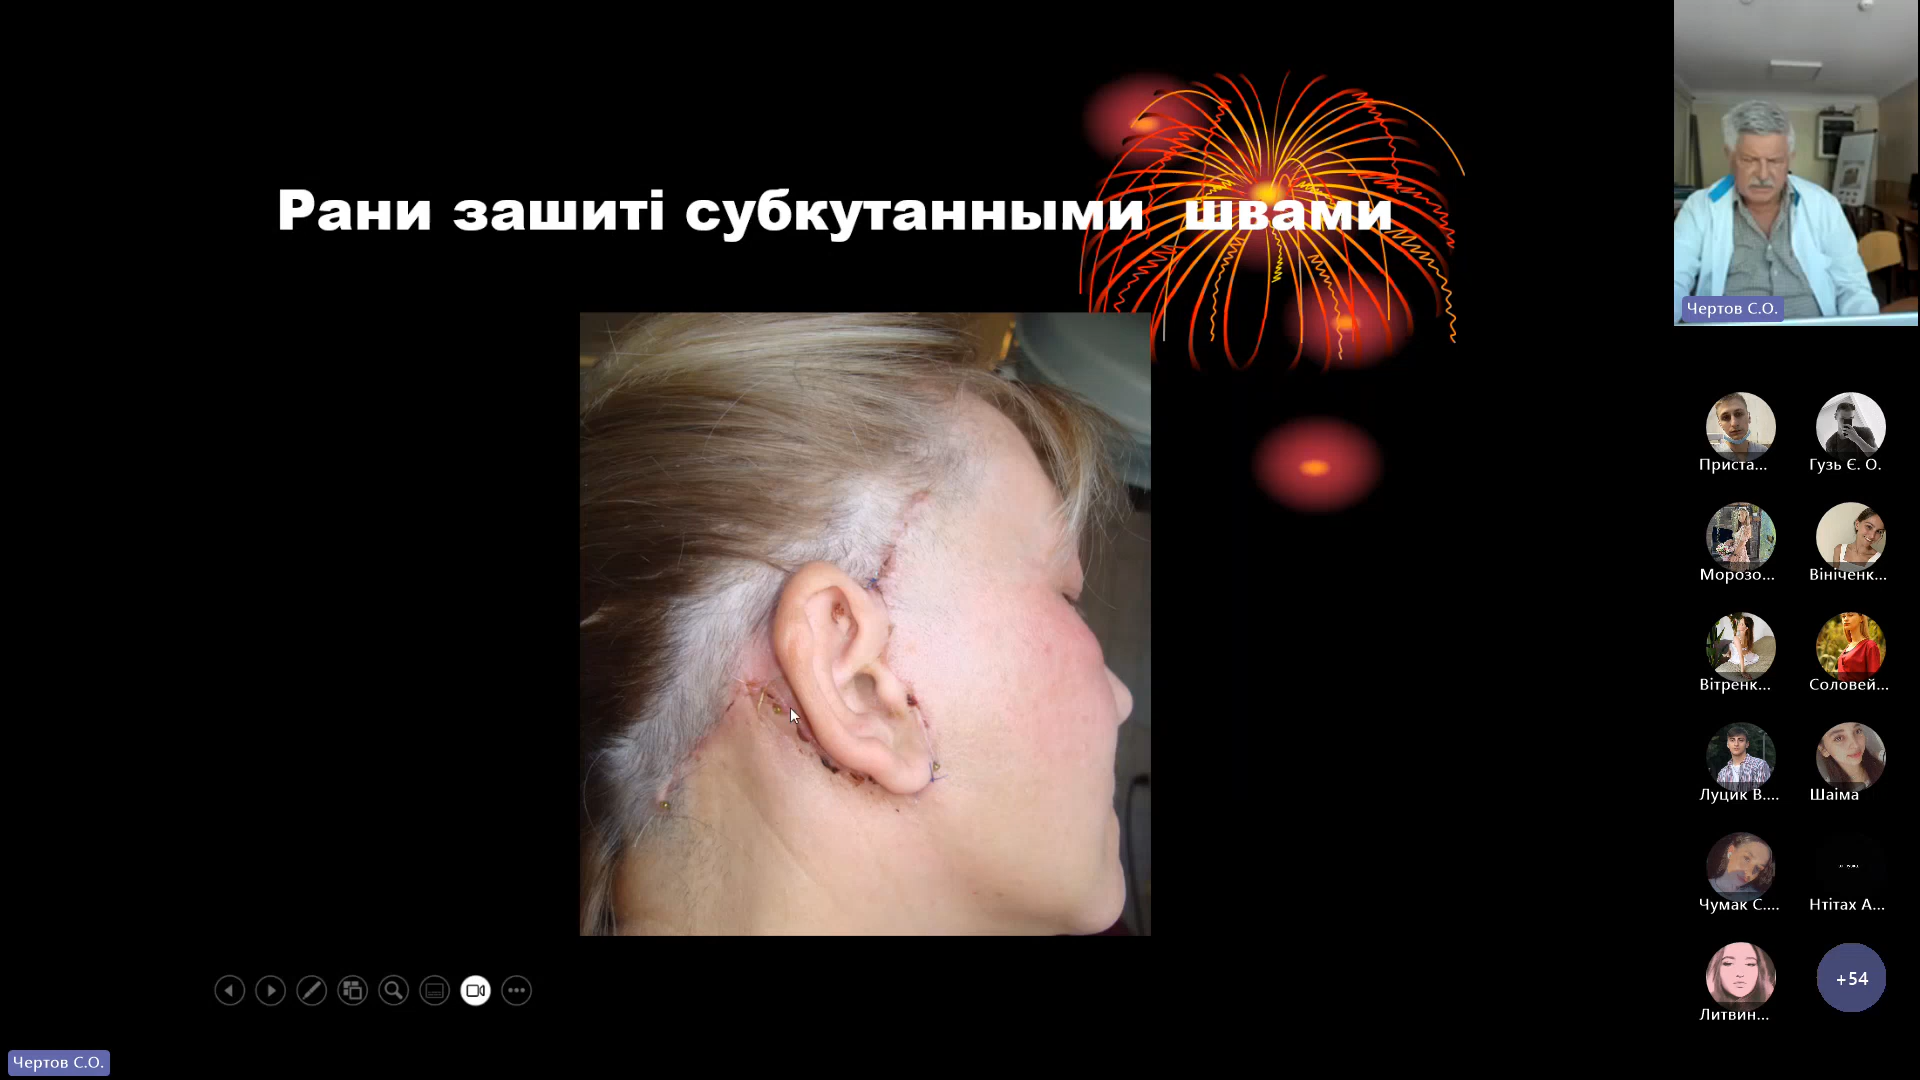 Рани зашиті субкутанными швами
Чертов С.О.
Приста...
Гузь Є. О.
Морозо...
Вініченк...
Вітренк...
Соловей...
Луцик В....
Шаіма
Чумак С....
Нтітах А...
Литвин...
+54
Чертов С.О.